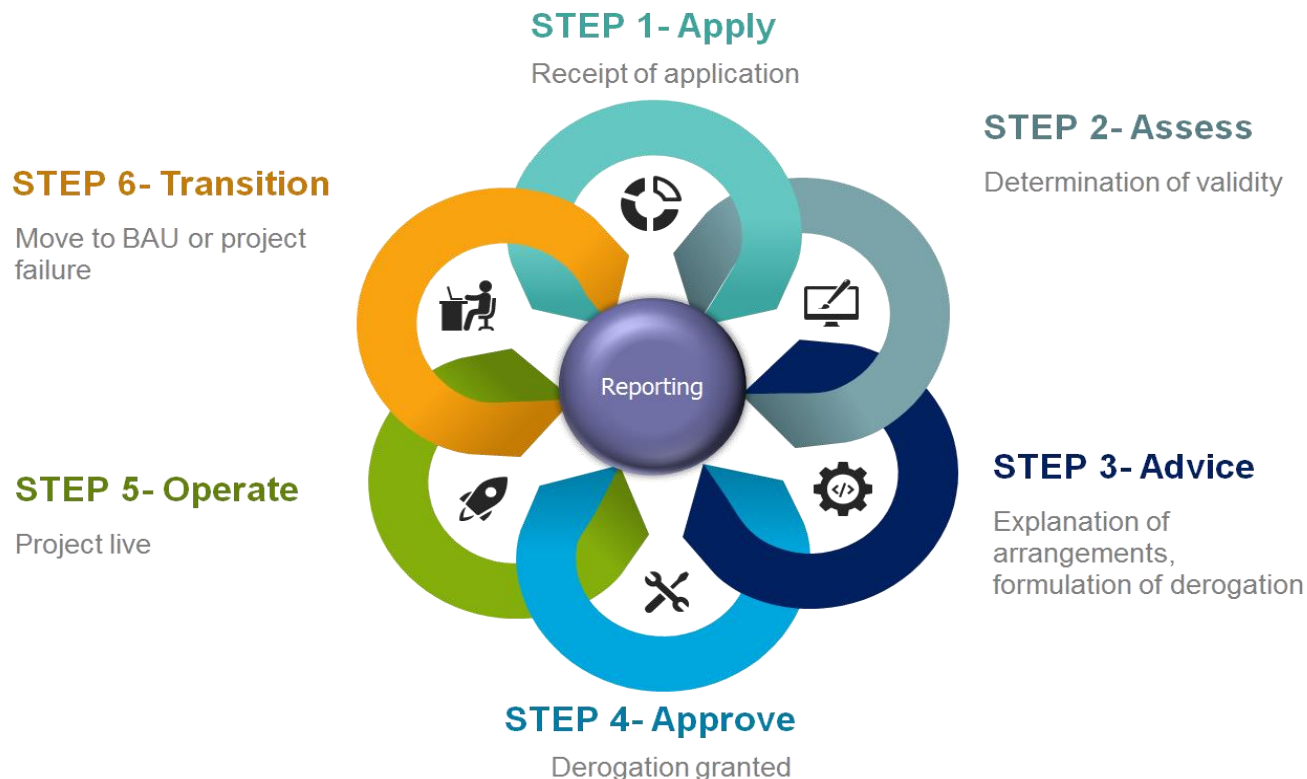 STEP 1- Apply
Receipt of application
STEP 2- Assess
Determination of validity
STEP 3- Advice
Explanation of
arrangements,
formulation of derogation
STEP 4- Approve
Derogation granted
STEP 5- Operate
Project live
STEP 6- Transition
Move to BAU or project
failure
Reporting
</>